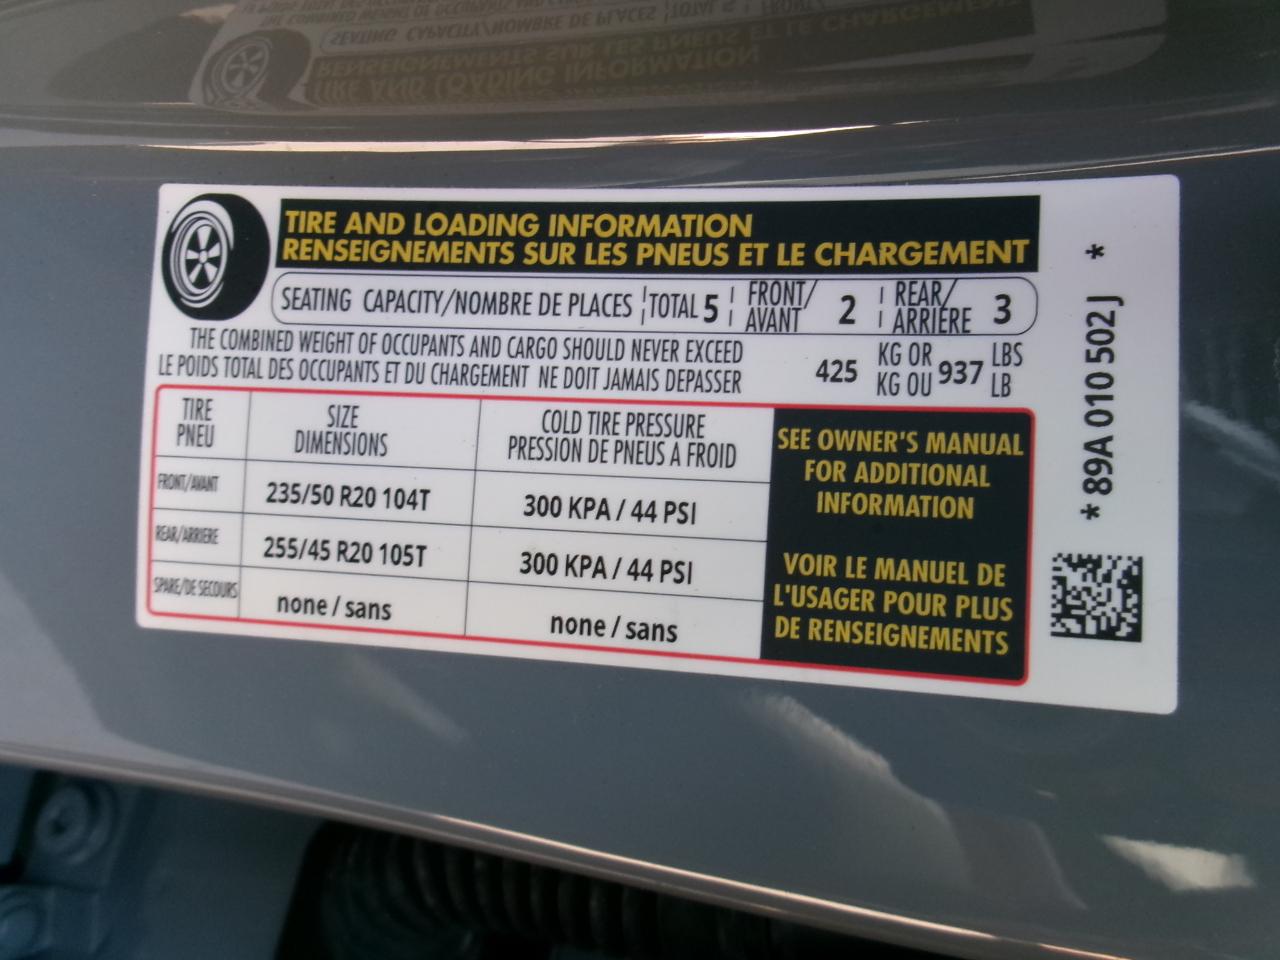 TIRE AND LOADING INFORMATION
RENSEIGNEMENTS SUR LES PNEUS ET LE CHARGEMENT
SEATING CAPACITY/NOMBRE DE PLACES TOTAL 5 FRONT/AVANT 2 REAR/ARRIÈRE 3
THE COMBINED WEIGHT OF OCCUPANTS AND CARGO SHOULD NEVER EXCEED
LE POIDS TOTAL DES OCCUPANTS ET DU CHARGEMENT NE DOIT JAMAIS DEPASSER
425 KG OR 937 LBS
KG OU LB
TIRE
PNEU
SIZE
DIMENSIONS
COLD TIRE PRESSURE
PRESSION DE PNEUS A FROID
FRONT/AVANT 235/50 R20 104T 300 KPA / 44 PSI
REAR/ARRIERE 255/45 R20 105T 300 KPA / 44 PSI
SPARE/DE SECOURS none / sans none / sans
SEE OWNER'S MANUAL
FOR ADDITIONAL
INFORMATION
VOIR LE MANUEL DE
L'USAGER POUR PLUS
DE RENSEIGNEMENTS
* 89A 010 502 J *